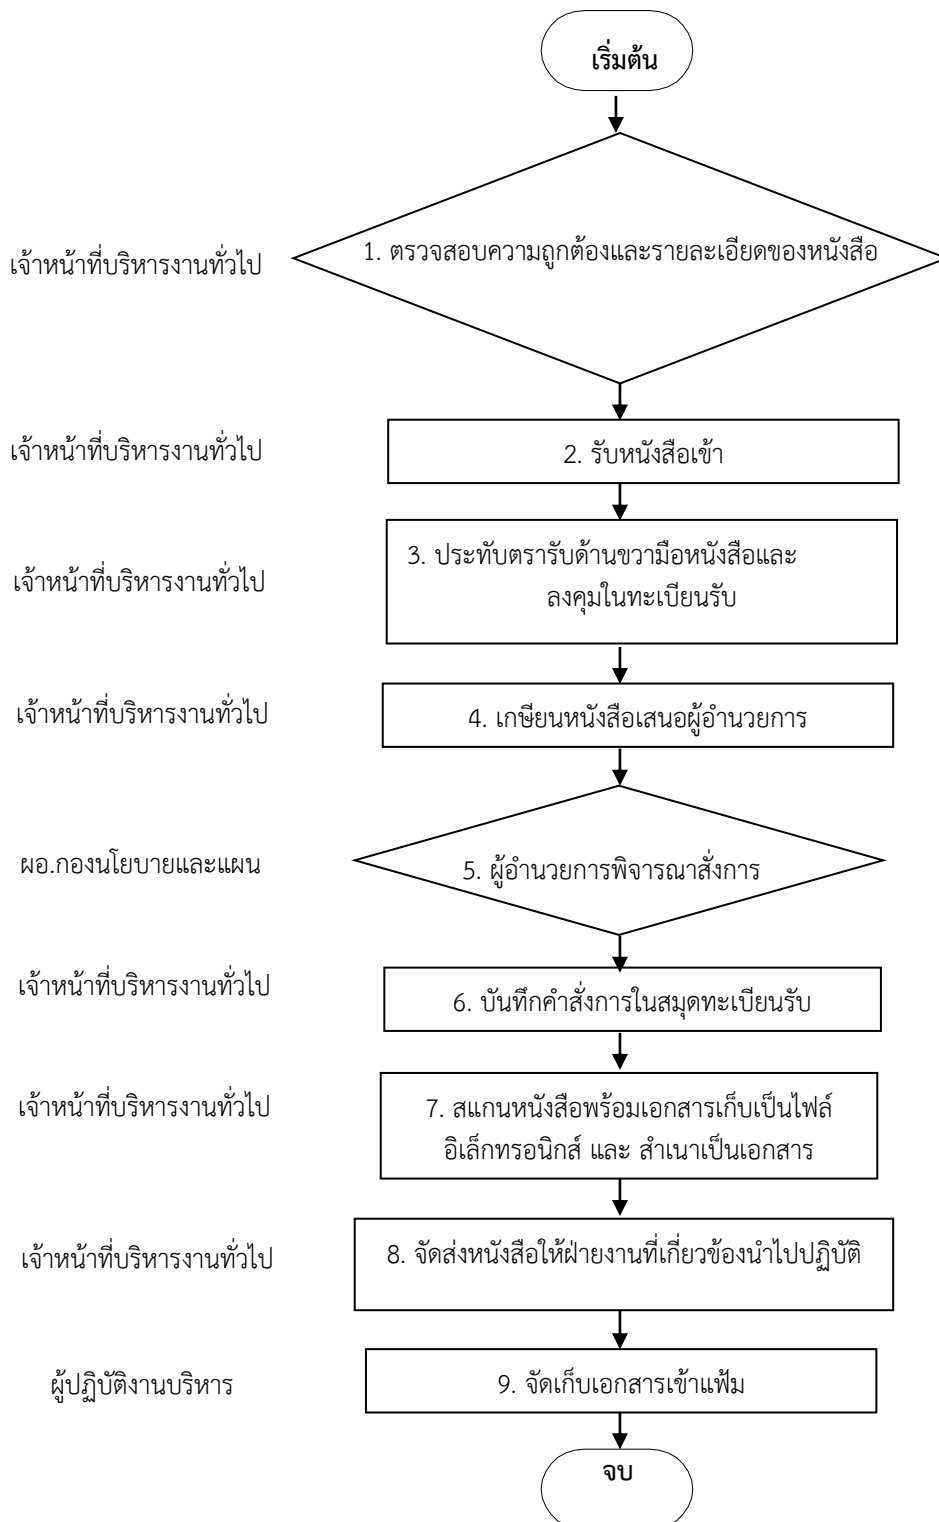 เริ่มต้น
เจ้าหน้าที่บริหารงานทั่วไป
1. ตรวจสอบความถูกต้องและรายละเอียดของหนังสือ
เจ้าหน้าที่บริหารงานทั่วไป
2. รับหนังสือเข้า
เจ้าหน้าที่บริหารงานทั่วไป
3. ประทับตรารับด้านขวามือหนังสือและ
ลงคุมในทะเบียนรับ
เจ้าหน้าที่บริหารงานทั่วไป
4. เกษียนหนังสือเสนอผู้อำนวยการ
ผอ.กองนโยบายและแผน
5. ผู้อำนวยการพิจารณาสั่งการ
เจ้าหน้าที่บริหารงานทั่วไป
6. บันทึกคำสั่งการในสมุดทะเบียนรับ
เจ้าหน้าที่บริหารงานทั่วไป
7. สแกนหนังสือพร้อมเอกสารเก็บเป็นไฟล์
อิเล็กทรอนิกส์ และ สำเนาเป็นเอกสาร
เจ้าหน้าที่บริหารงานทั่วไป
8. จัดส่งหนังสือให้ฝ่ายงานที่เกี่ยวข้องนำไปปฏิบัติ
ผู้ปฏิบัติงานบริหาร
9. จัดเก็บเอกสารเข้าแฟ้ม
จบ